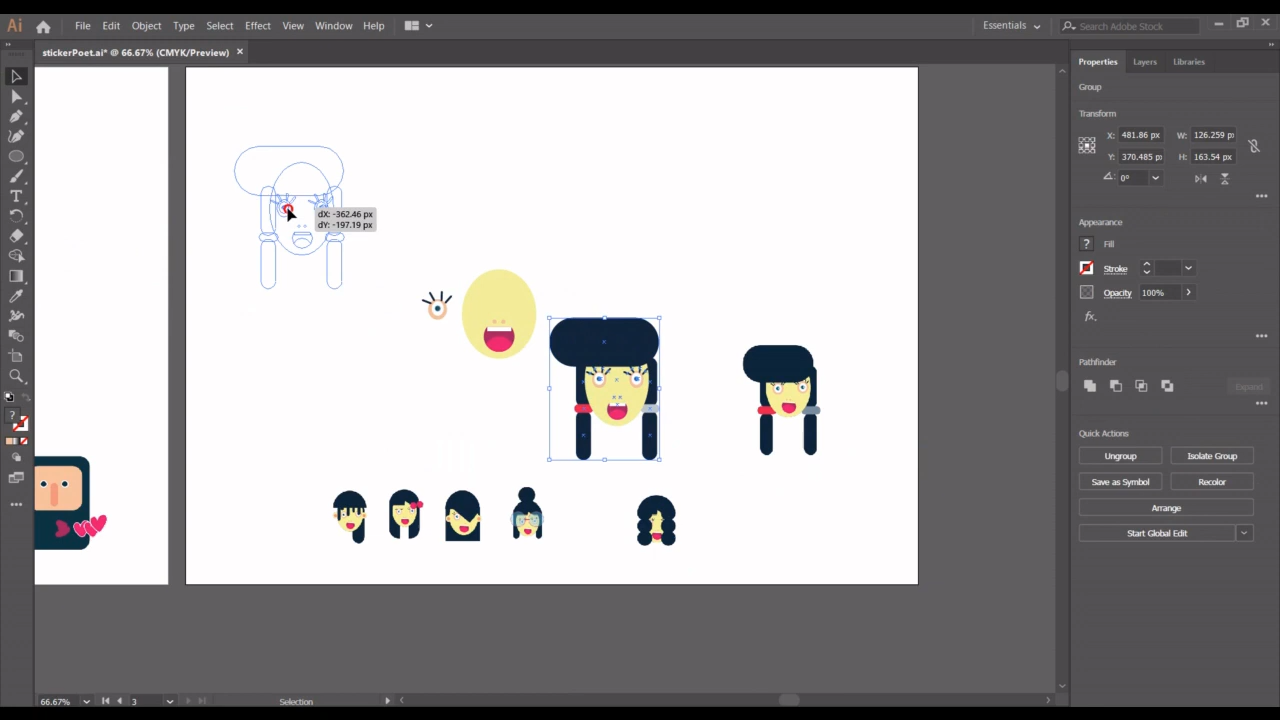 Ai File Edit Object Type Select Effect View Window Help Essentials Search Adobe Stock
stickerPoet.ai* @ 66.67% (CMYK/Preview) ×
Properties Layers Libraries
Group
Transform
X: 481.86 px W: 126.259 p
Y: 370.485 p H: 163.54 px
0°
Appearance
? Fill
Stroke
Opacity 100%
fx.
Pathfinder
Expand
Quick Actions
Ungroup Isolate Group
Save as Symbol Recolor
Arrange
Start Global Edit
dX: -362.46 px
dY: -197.19 px
T
?
66.67% 3 Selection